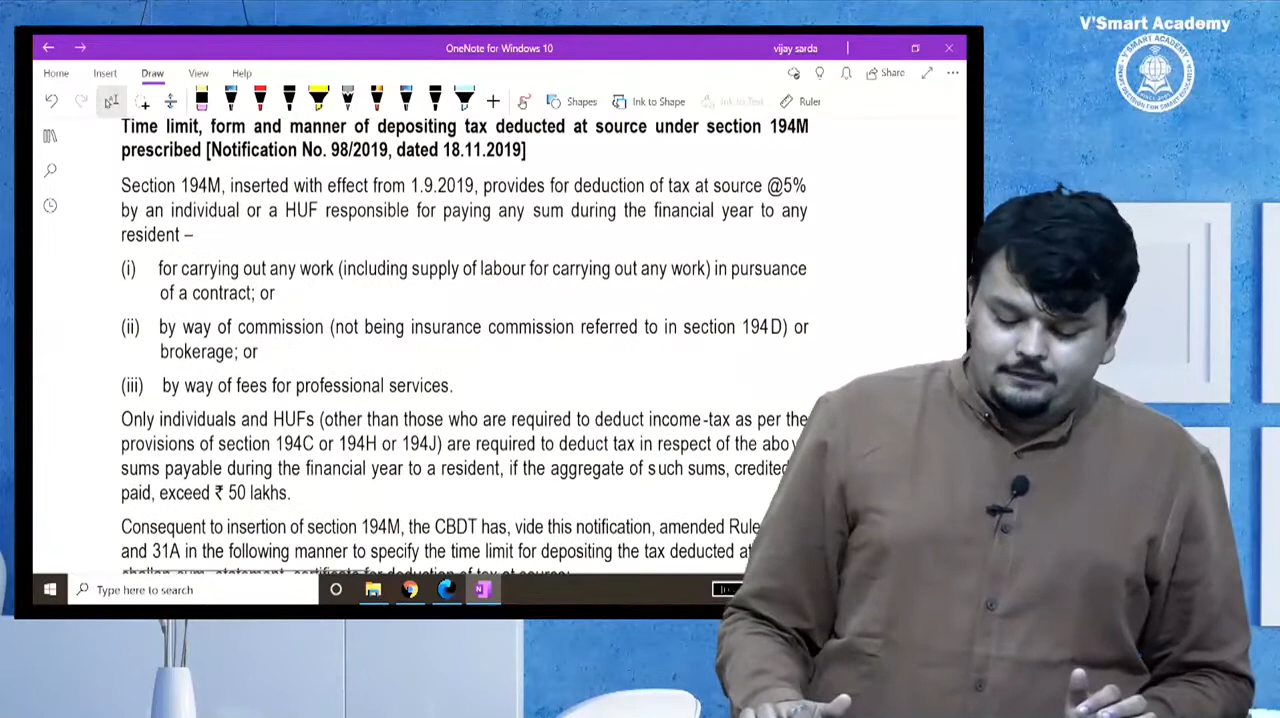 V'Smart Academy
OneNote for Windows 10
vijay sarda
Home Insert Draw View Help
Share
Shapes Ink to Shape Ink to Text Ruler
Time limit, form and manner of depositing tax deducted at source under section 194M
prescribed [Notification No. 98/2019, dated 18.11.2019]
Section 194M, inserted with effect from 1.9.2019, provides for deduction of tax at source @5%
by an individual or a HUF responsible for paying any sum during the financial year to any
resident –
(i) for carrying out any work (including supply of labour for carrying out any work) in pursuance
of a contract; or
(ii) by way of commission (not being insurance commission referred to in section 194D) or
brokerage; or
(iii) by way of fees for professional services.
Only individuals and HUFs (other than those who are required to deduct income-tax as per the
provisions of section 194C or 194H or 194J) are required to deduct tax in respect of the
sums payable during the financial year to a resident, if the aggregate of such sums, credited
paid, exceed ₹ 50 lakhs.
Consequent to insertion of section 194M, the CBDT has, vide this notification, amended Rule
and 31A in the following manner to specify the time limit for depositing the tax deducted at
Type here to search